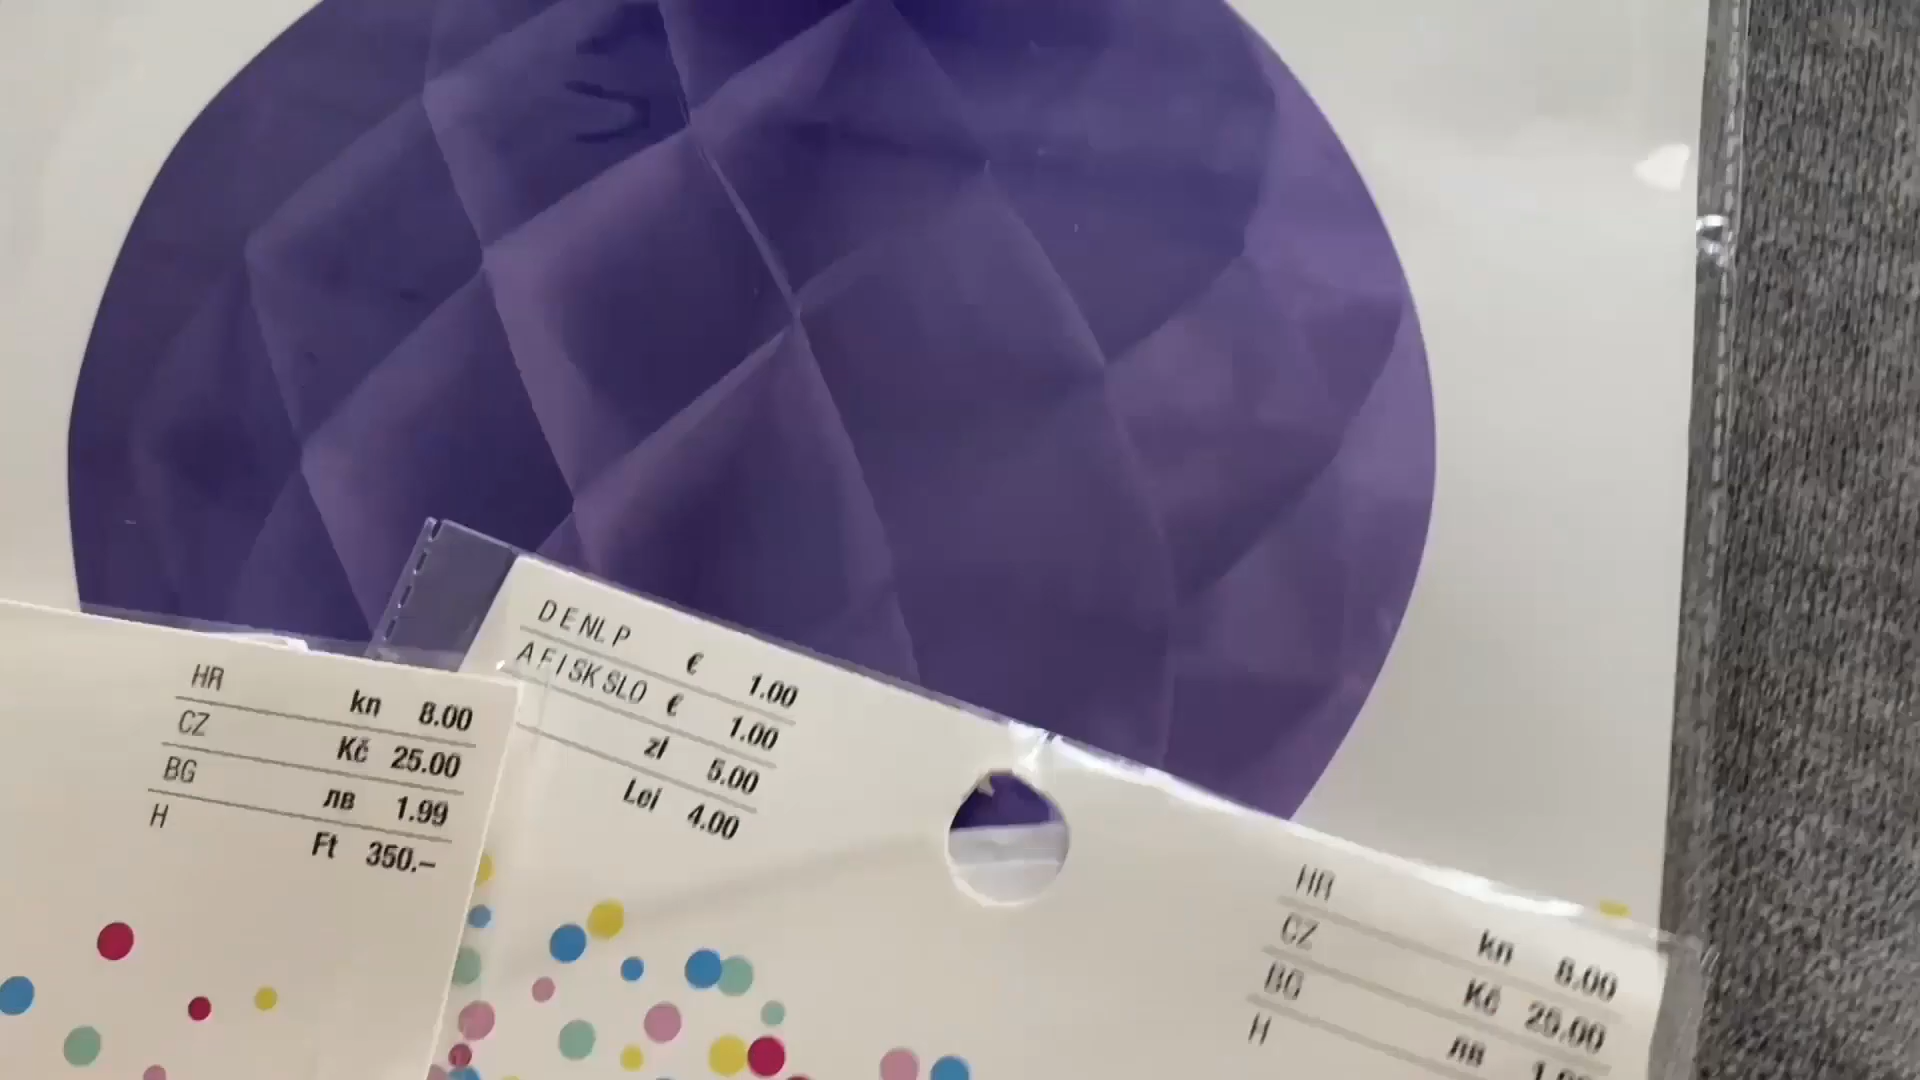 HR kn 8.00
CZ Kč 25.00
BG лв 1.99
H Ft 350.–
D E NL P € 1.00
A F I SK SLO € 1.00
zł 5.00
Lei 4.00
HR kn 8.00
CZ Kč 25.00
BG лв
H